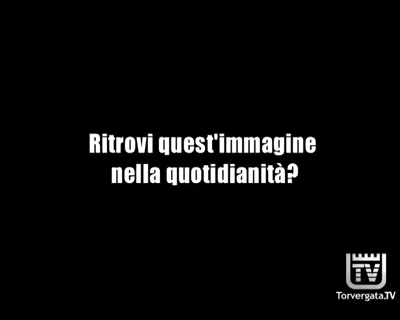 Ritrovi quest'immagine
nella quotidianità?
TV
Torvergata.TV